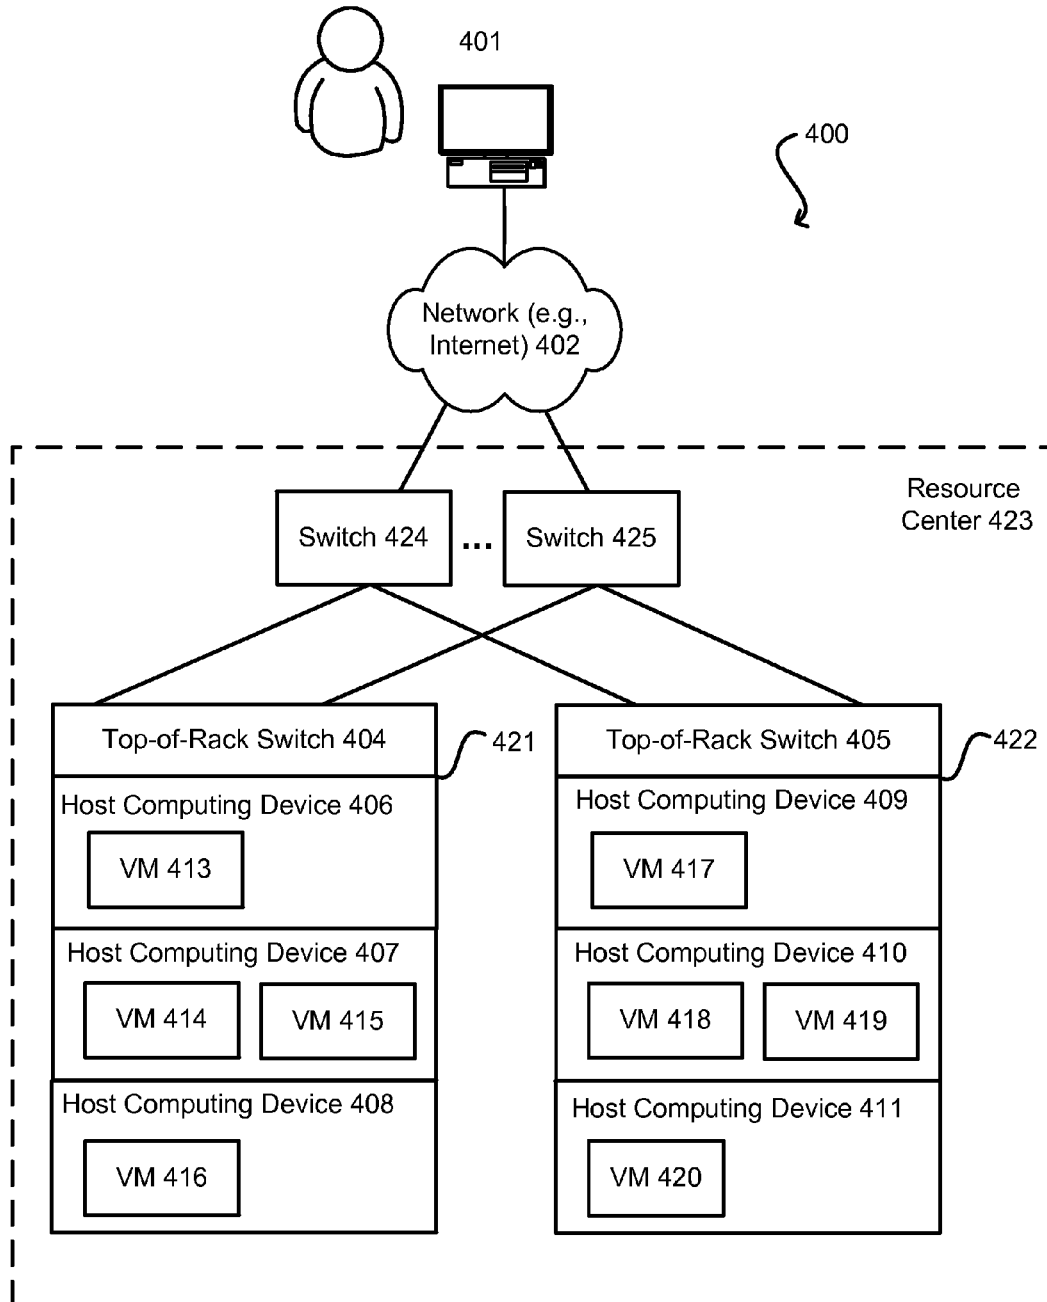 401
400
Network (e.g.,
Internet) 402
Resource
Center 423
Switch 424
...
Switch 425
Top-of-Rack Switch 404
421
Top-of-Rack Switch 405
422
Host Computing Device 406
VM 413
Host Computing Device 409
VM 417
Host Computing Device 407
VM 414
VM 415
Host Computing Device 410
VM 418
VM 419
Host Computing Device 408
VM 416
Host Computing Device 411
VM 420